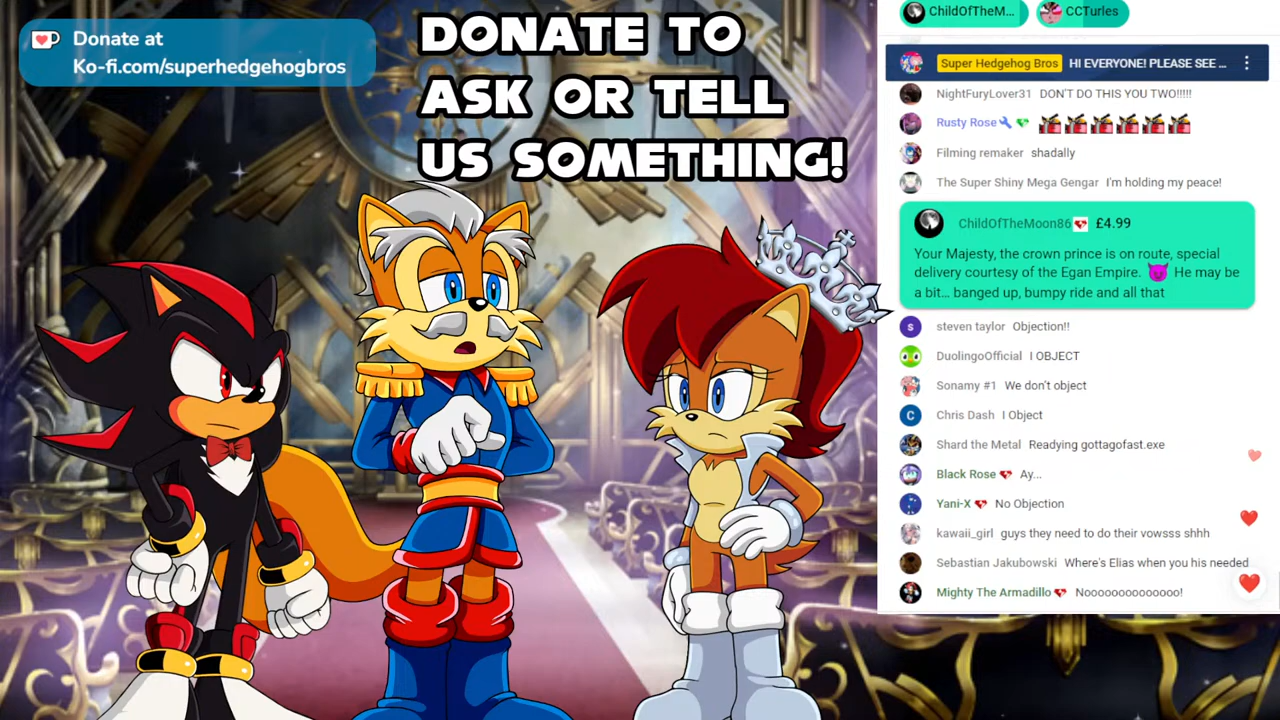 Donate at
Ko-fi.com/superhedgehogbros
DONATE TO
ASK OR TELL
US SOMETHING!
ChildOfTheM... CCTurles
Super Hedgehog Bros HI EVERYONE! PLEASE SEE ...
NightFuryLover31 DON'T DO THIS YOU TWO!!!!!
Rusty Rose
Filming remaker shadally
The Super Shiny Mega Gengar I'm holding my peace!
ChildOfTheMoon86 £4.99
Your Majesty, the crown prince is on route, special
delivery courtesy of the Egan Empire. 😈 He may be
a bit... banged up, bumpy ride and all that
s steven taylor Objection!!
DuolingoOfficial I OBJECT
Sonamy #1 We don't object
C Chris Dash I Object
Shard the Metal Readying gottagofast.exe
Black Rose Ay...
Yani-X No Objection
kawaii_girl guys they need to do their vowsss shhh
Sebastian Jakubowski Where's Elias when you his needed
Mighty The Armadillo Nooooooooooooo!